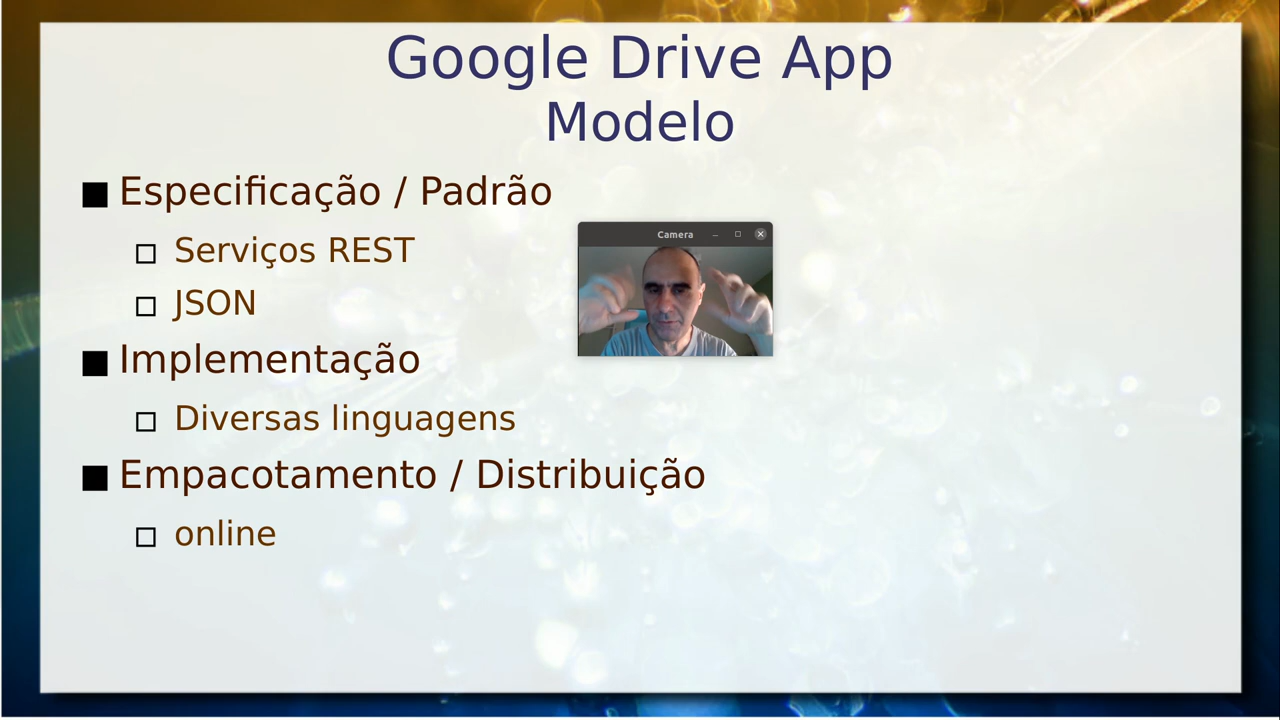 Google Drive App
Modelo
Especificação / Padrão
Serviços REST
Camera
JSON
Implementação
Diversas linguagens
Empacotamento / Distribuição
online